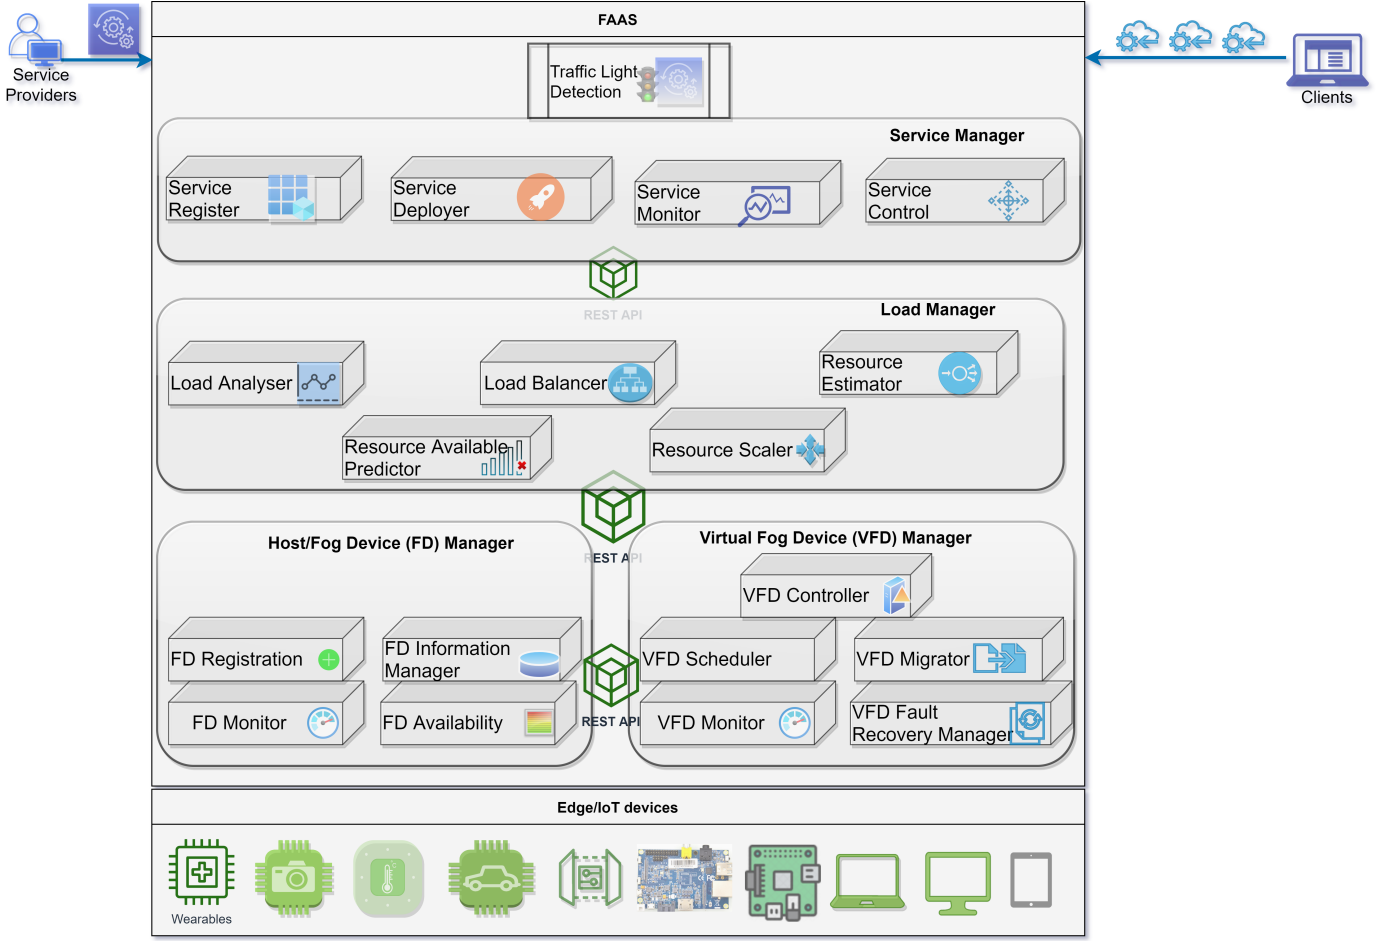 FAAS
Service
Providers
Clients
Traffic Light
Detection
Service Manager
Service
Register
Service
Deployer
Service
Monitor
Service
Control
REST API
Load Manager
Load Analyser
Load Balancer
Resource
Estimator
Resource Available
Predictor
Resource Scaler
REST API
Host/Fog Device (FD) Manager
FD Registration
FD Information
Manager
FD Monitor
FD Availability
REST API
Virtual Fog Device (VFD) Manager
VFD Controller
VFD Scheduler
VFD Migrator
VFD Monitor
VFD Fault
Recovery Manager
Edge/IoT devices
Wearables